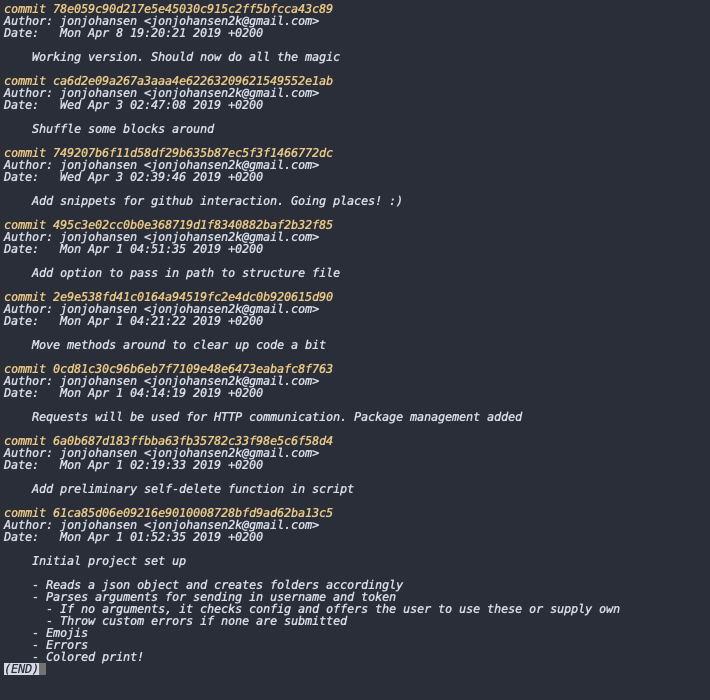 commit 78e059c90d217e5e45030c915c2ff5bfcca43c89
Author: jonjohansen <jonjohansen2k@gmail.com>
Date:   Mon Apr 8 19:20:21 2019 +0200
Working version. Should now do all the magic
commit ca6d2e09a267a3aaa4e62263209621549552e1ab
Author: jonjohansen <jonjohansen2k@gmail.com>
Date:   Wed Apr 3 02:47:08 2019 +0200
Shuffle some blocks around
commit 749207b6f11d58df29b635b87ec5f3f1466772dc
Author: jonjohansen <jonjohansen2k@gmail.com>
Date:   Wed Apr 3 02:39:46 2019 +0200
Add snippets for github interaction. Going places! :)
commit 495c3e02cc0b0e368719d1f8340882baf2b32f85
Author: jonjohansen <jonjohansen2k@gmail.com>
Date:   Mon Apr 1 04:51:35 2019 +0200
Add option to pass in path to structure file
commit 2e9e538fd41c0164a94519fc2e4dc0b920615d90
Author: jonjohansen <jonjohansen2k@gmail.com>
Date:   Mon Apr 1 04:21:22 2019 +0200
Move methods around to clear up code a bit
commit 0cd81c30c96b6eb7f7109e48e6473eabafc8f763
Author: jonjohansen <jonjohansen2k@gmail.com>
Date:   Mon Apr 1 04:14:19 2019 +0200
Requests will be used for HTTP communication. Package management added
commit 6a0b687d183ffbba63fb35782c33f98e5c6f58d4
Author: jonjohansen <jonjohansen2k@gmail.com>
Date:   Mon Apr 1 02:19:33 2019 +0200
Add preliminary self-delete function in script
commit 61ca85d06e09216e9010008728bfd9ad62ba13c5
Author: jonjohansen <jonjohansen2k@gmail.com>
Date:   Mon Apr 1 01:52:35 2019 +0200
Initial project set up
- Reads a json object and creates folders accordingly
- Parses arguments for sending in username and token
- If no arguments, it checks config and offers the user to use these or supply own
- Throw custom errors if none are submitted
- Emojis
- Errors
- Colored print!
(END)